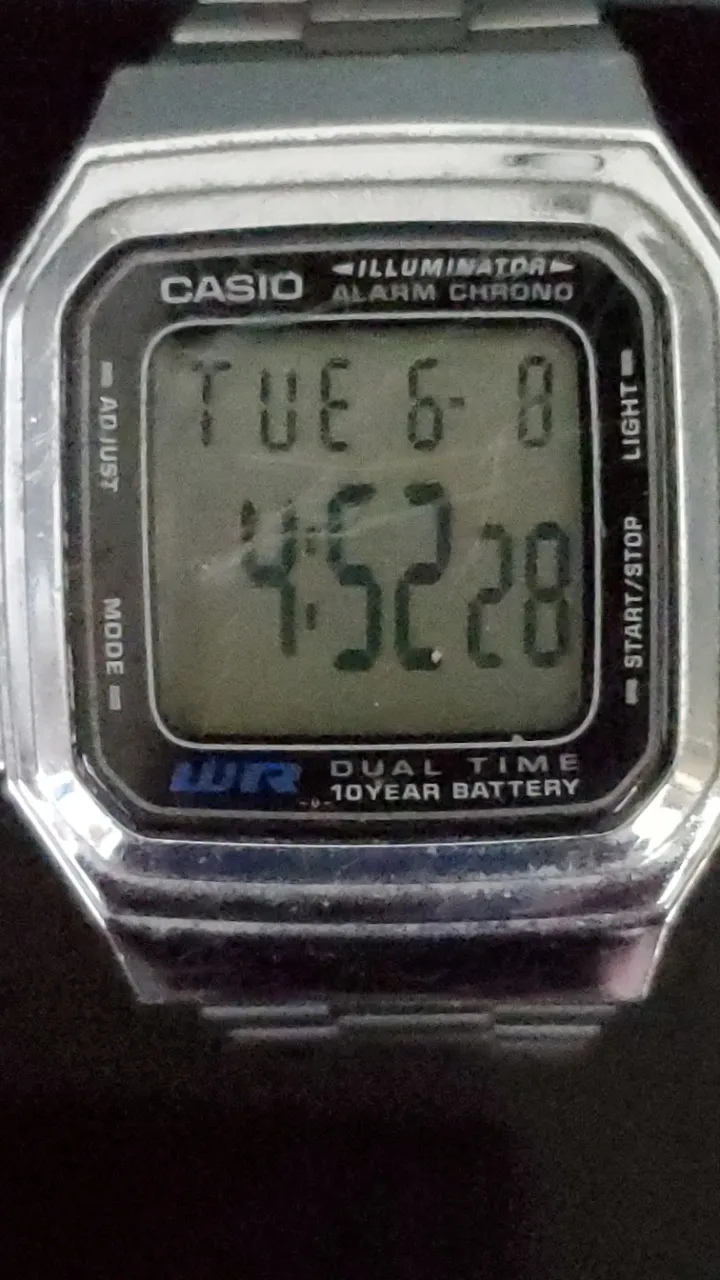 CASIO ILLUMINATOR
ALARM CHRONO
TUE 6- 8
4:52 28
ADJUST
MODE
LIGHT
START/STOP
WR DUAL TIME
10YEAR BATTERY